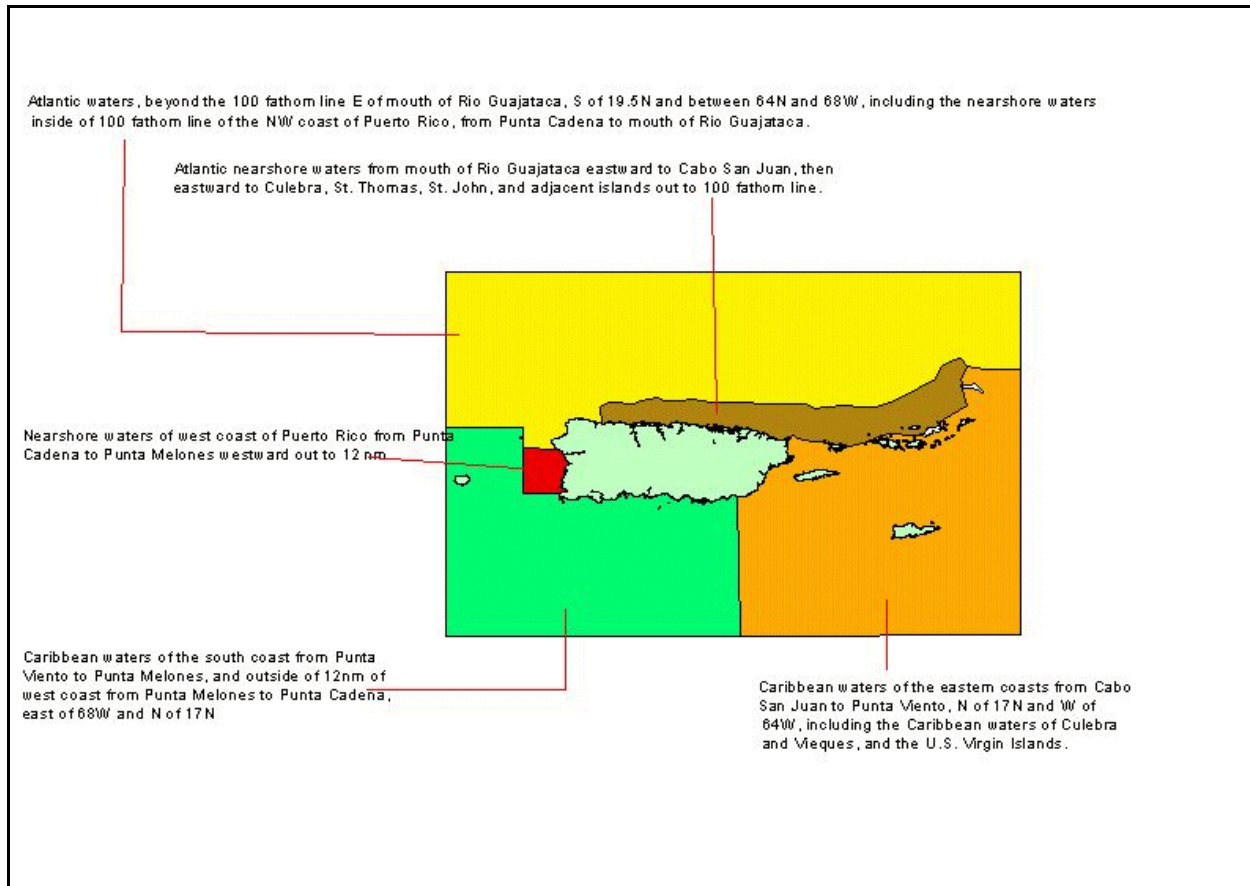 Atlantic waters, beyond the 100 fathom line E of mouth of Rio Guajataca, S of 19.5N and between 64N and 68W, including the nearshore waters
inside of 100 fathom line of the NW coast of Puerto Rico, from Punta Cadena to mouth of Rio Guajataca.
Atlantic nearshore waters from mouth of Rio Guajataca eastward to Cabo San Juan, then
eastward to Culebra, St. Thomas, St. John, and adjacent islands out to 100 fathom line.
Nearshore waters of west coast of Puerto Rico from Punta
Cadena to Punta Melones westward out to 12 nm
Caribbean waters of the south coast from Punta
Viento to Punta Melones, and outside of 12nm of
west coast from Punta Melones to Punta Cadena,
east of 68W and N of 17N
Caribbean waters of the eastern coasts from Cabo
San Juan to Punta Viento, N of 17N and W of
64W, including the Caribbean waters of Culebra
and Vieques, and the U.S. Virgin Islands.